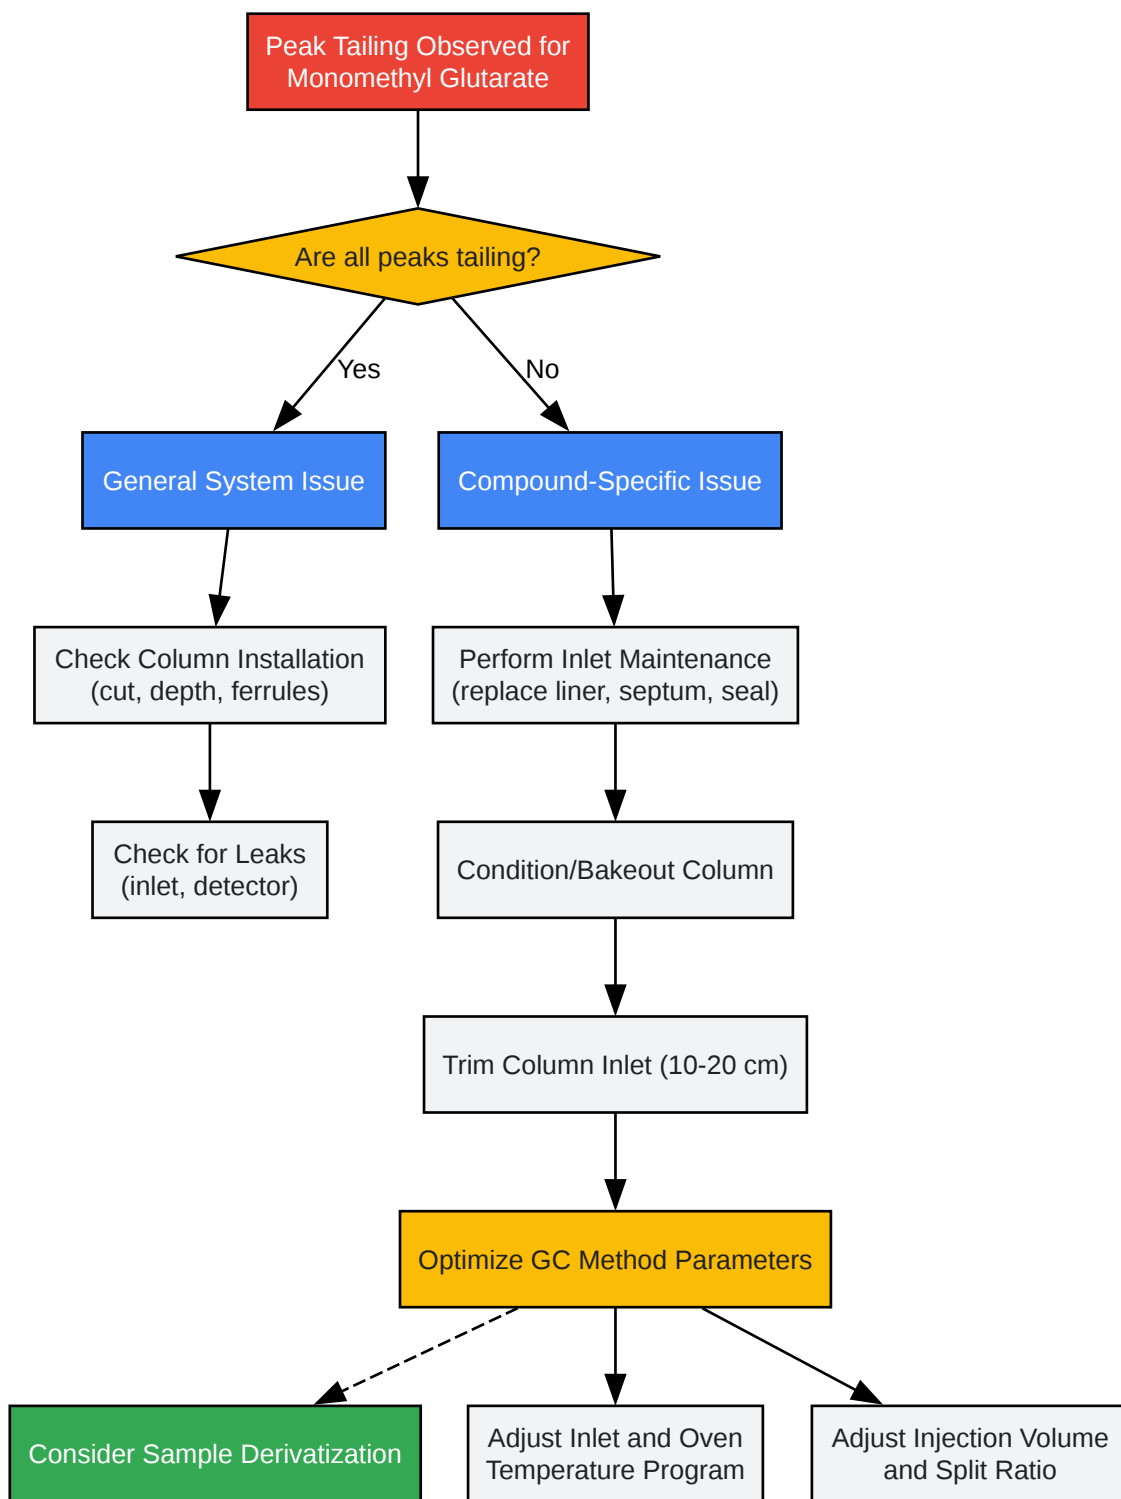 Peak Tailing Observed for
Monomethyl Glutarate
Are all peaks tailing?
Yes
No
General System Issue
Compound-Specific Issue
Check Column Installation
(cut, depth, ferrules)
Perform Inlet Maintenance
(replace liner, septum, seal)
Check for Leaks
(inlet, detector)
Condition/Bakeout Column
Trim Column Inlet (10-20 cm)
Optimize GC Method Parameters
Consider Sample Derivatization
Adjust Inlet and Oven
Temperature Program
Adjust Injection Volume
and Split Ratio